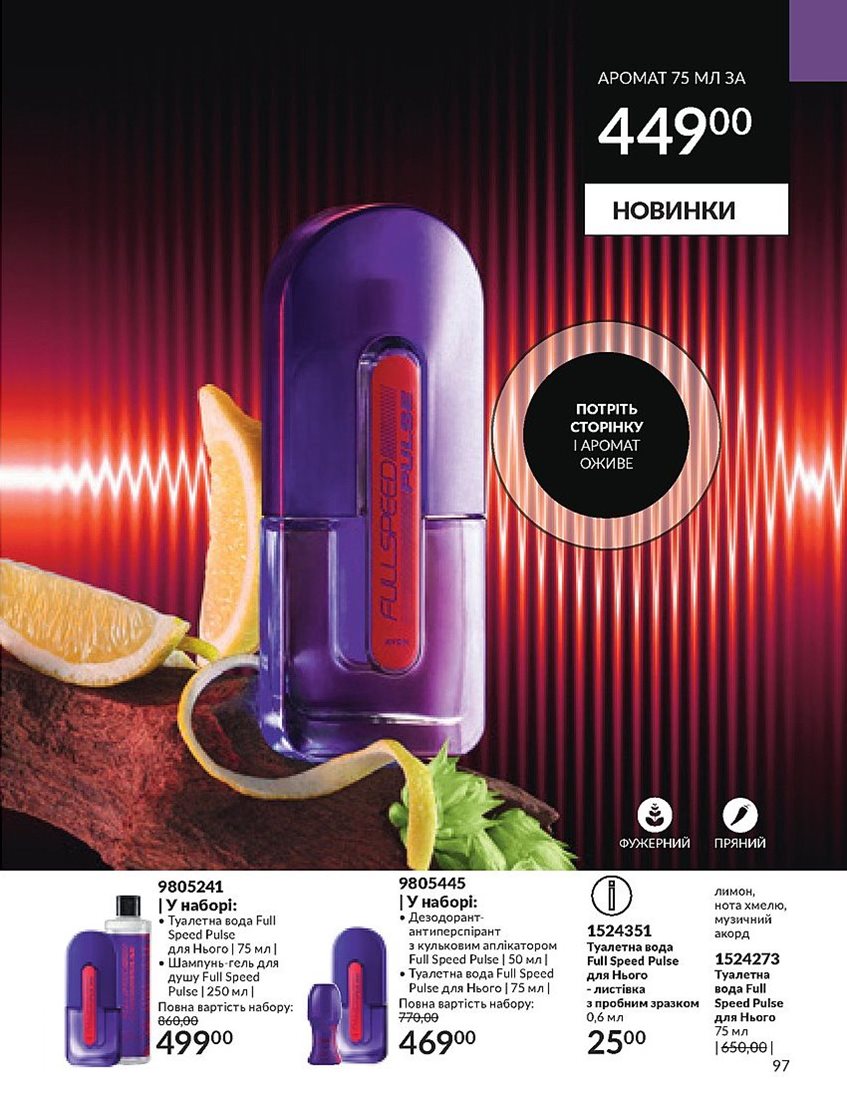 АРОМАТ 75 МЛ ЗА
449⁰⁰
НОВИНКИ
ПОТРІТЬ
СТОРІНКУ
І АРОМАТ
ОЖИВЕ
FULL SPEED
PULSE
AVON
ФУЖЕРНИЙ
ПРЯНИЙ
9805241
| У наборі:
• Туалетна вода Full
Speed Pulse
для Нього | 75 мл |
• Шампунь-гель для
душу Full Speed
Pulse | 250 мл |
Повна вартість набору:
860,00
499⁰⁰
9805445
| У наборі:
• Дезодорант-
антиперспірант
з кульковим аплікатором
Full Speed Pulse | 50 мл |
• Туалетна вода Full Speed
Pulse для Нього | 75 мл |
Повна вартість набору:
770,00
469⁰⁰
1524351
Туалетна вода
Full Speed Pulse
для Нього
- листівка
з пробним зразком
0,6 мл
25⁰⁰
лимон,
нота хмелю,
музичний
акорд
1524273
Туалетна
вода Full
Speed Pulse
для Нього
75 мл
| 650,00 |
97